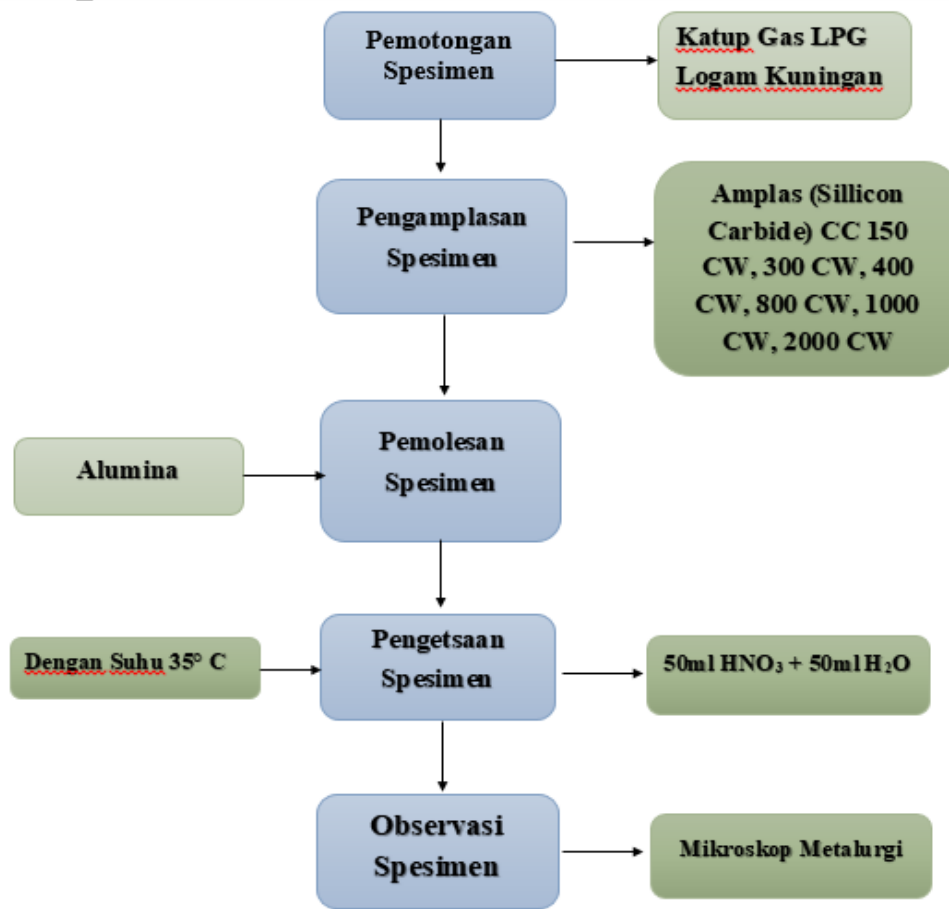 Pemotongan
Spesimen
Katup Gas LPG
Logam Kuningan
Pengamplasan
Spesimen
Amplas (Sillicon
Carbide) CC 150
CW, 300 CW, 400
CW, 800 CW, 1000
CW, 2000 CW
Alumina
Pemolesan
Spesimen
Dengan Suhu 35° C
Pengetsaan
Spesimen
50ml HNO₃ + 50ml H₂O
Observasi
Spesimen
Mikroskop Metalurgi